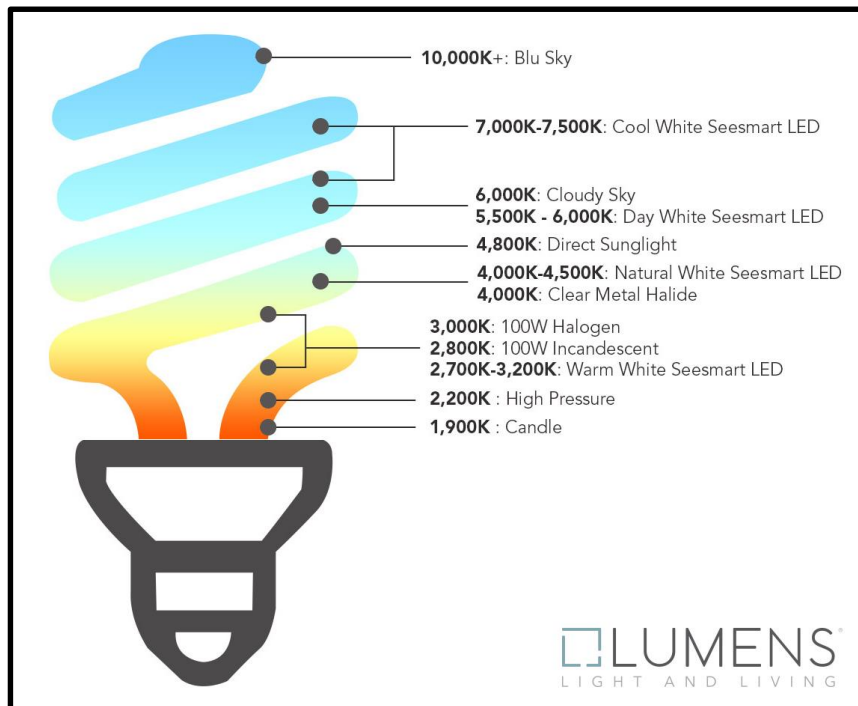 10,000K+: Blu Sky
7,000K-7,500K: Cool White Seesmart LED
6,000K: Cloudy Sky
5,500K - 6,000K: Day White Seesmart LED
4,800K: Direct Sunglight
4,000K-4,500K: Natural White Seesmart LED
4,000K: Clear Metal Halide
3,000K: 100W Halogen
2,800K: 100W Incandescent
2,700K-3,200K: Warm White Seesmart LED
2,200K : High Pressure
1,900K : Candle
LUMENS®
LIGHT AND LIVING